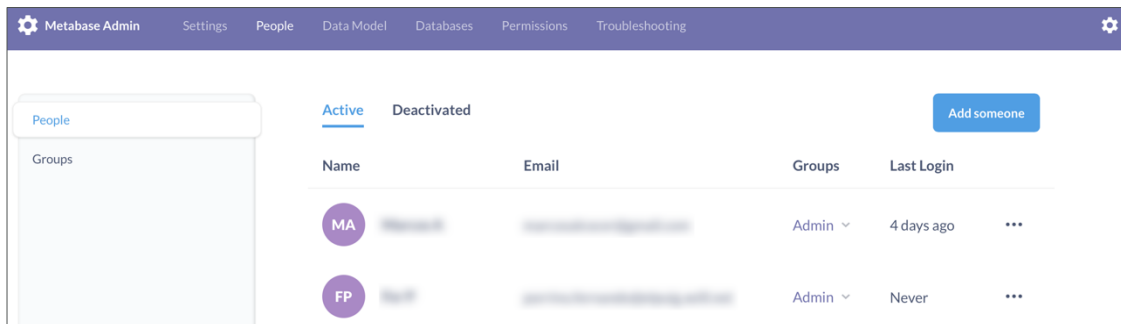 Metabase Admin Settings People Data Model Databases Permissions Troubleshooting
People
Groups
Active Deactivated
Add someone
Name Email Groups Last Login
MA Admin 4 days ago
FP Admin Never